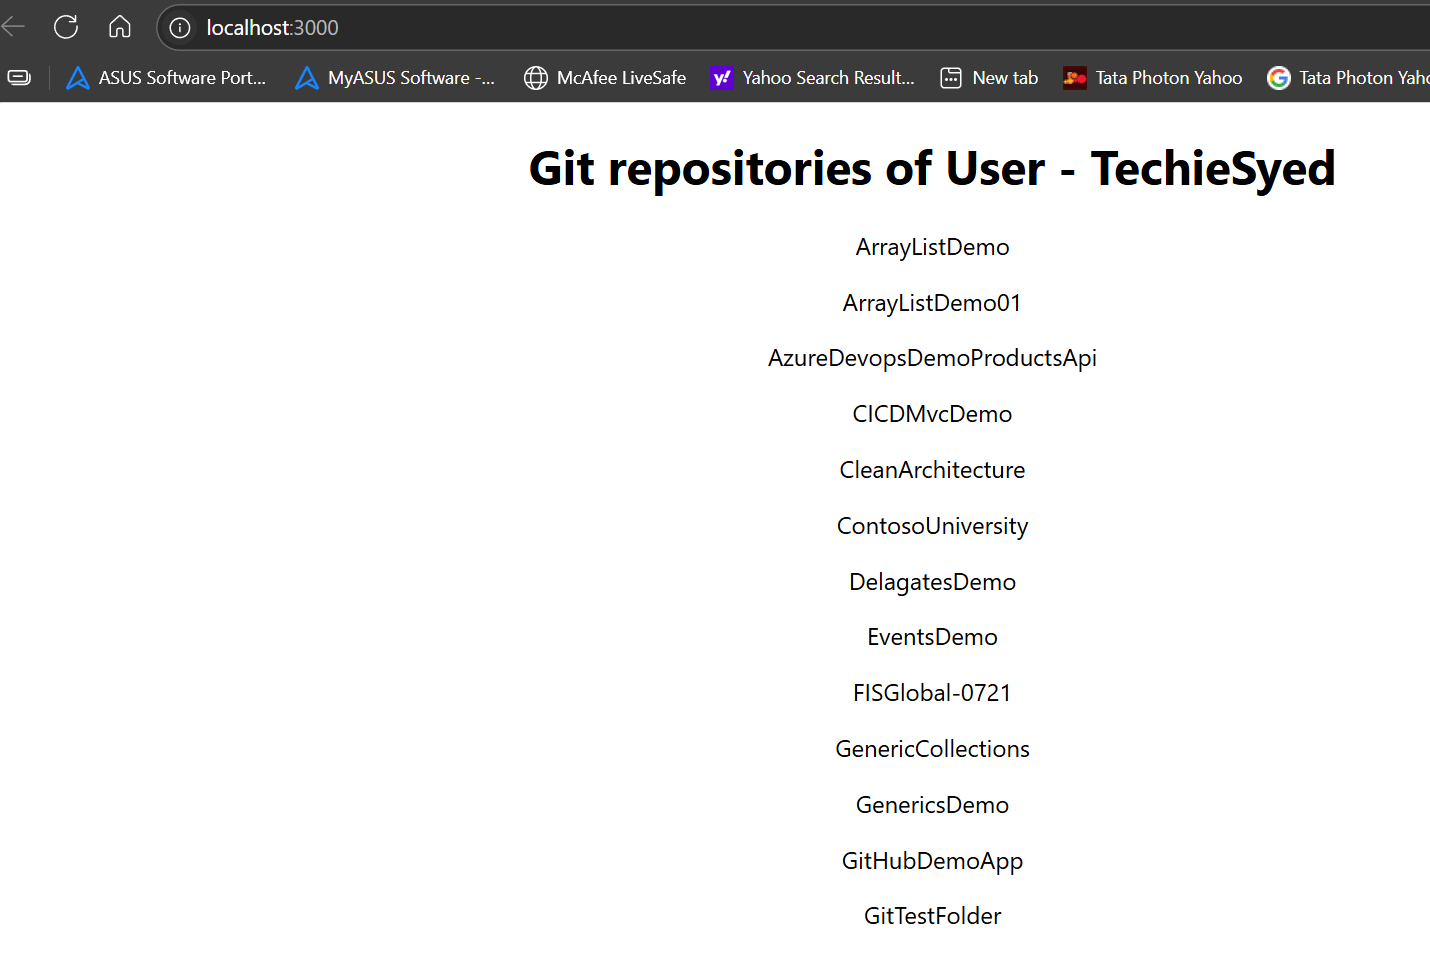 localhost:3000
ASUS Software Port... MyASUS Software -... McAfee LiveSafe Yahoo Search Result... New tab Tata Photon Yahoo Tata Photon Yaho
Git repositories of User - TechieSyed
ArrayListDemo
ArrayListDemo01
AzureDevopsDemoProductsApi
CICDMvcDemo
CleanArchitecture
ContosoUniversity
DelagatesDemo
EventsDemo
FISGlobal-0721
GenericCollections
GenericsDemo
GitHubDemoApp
GitTestFolder